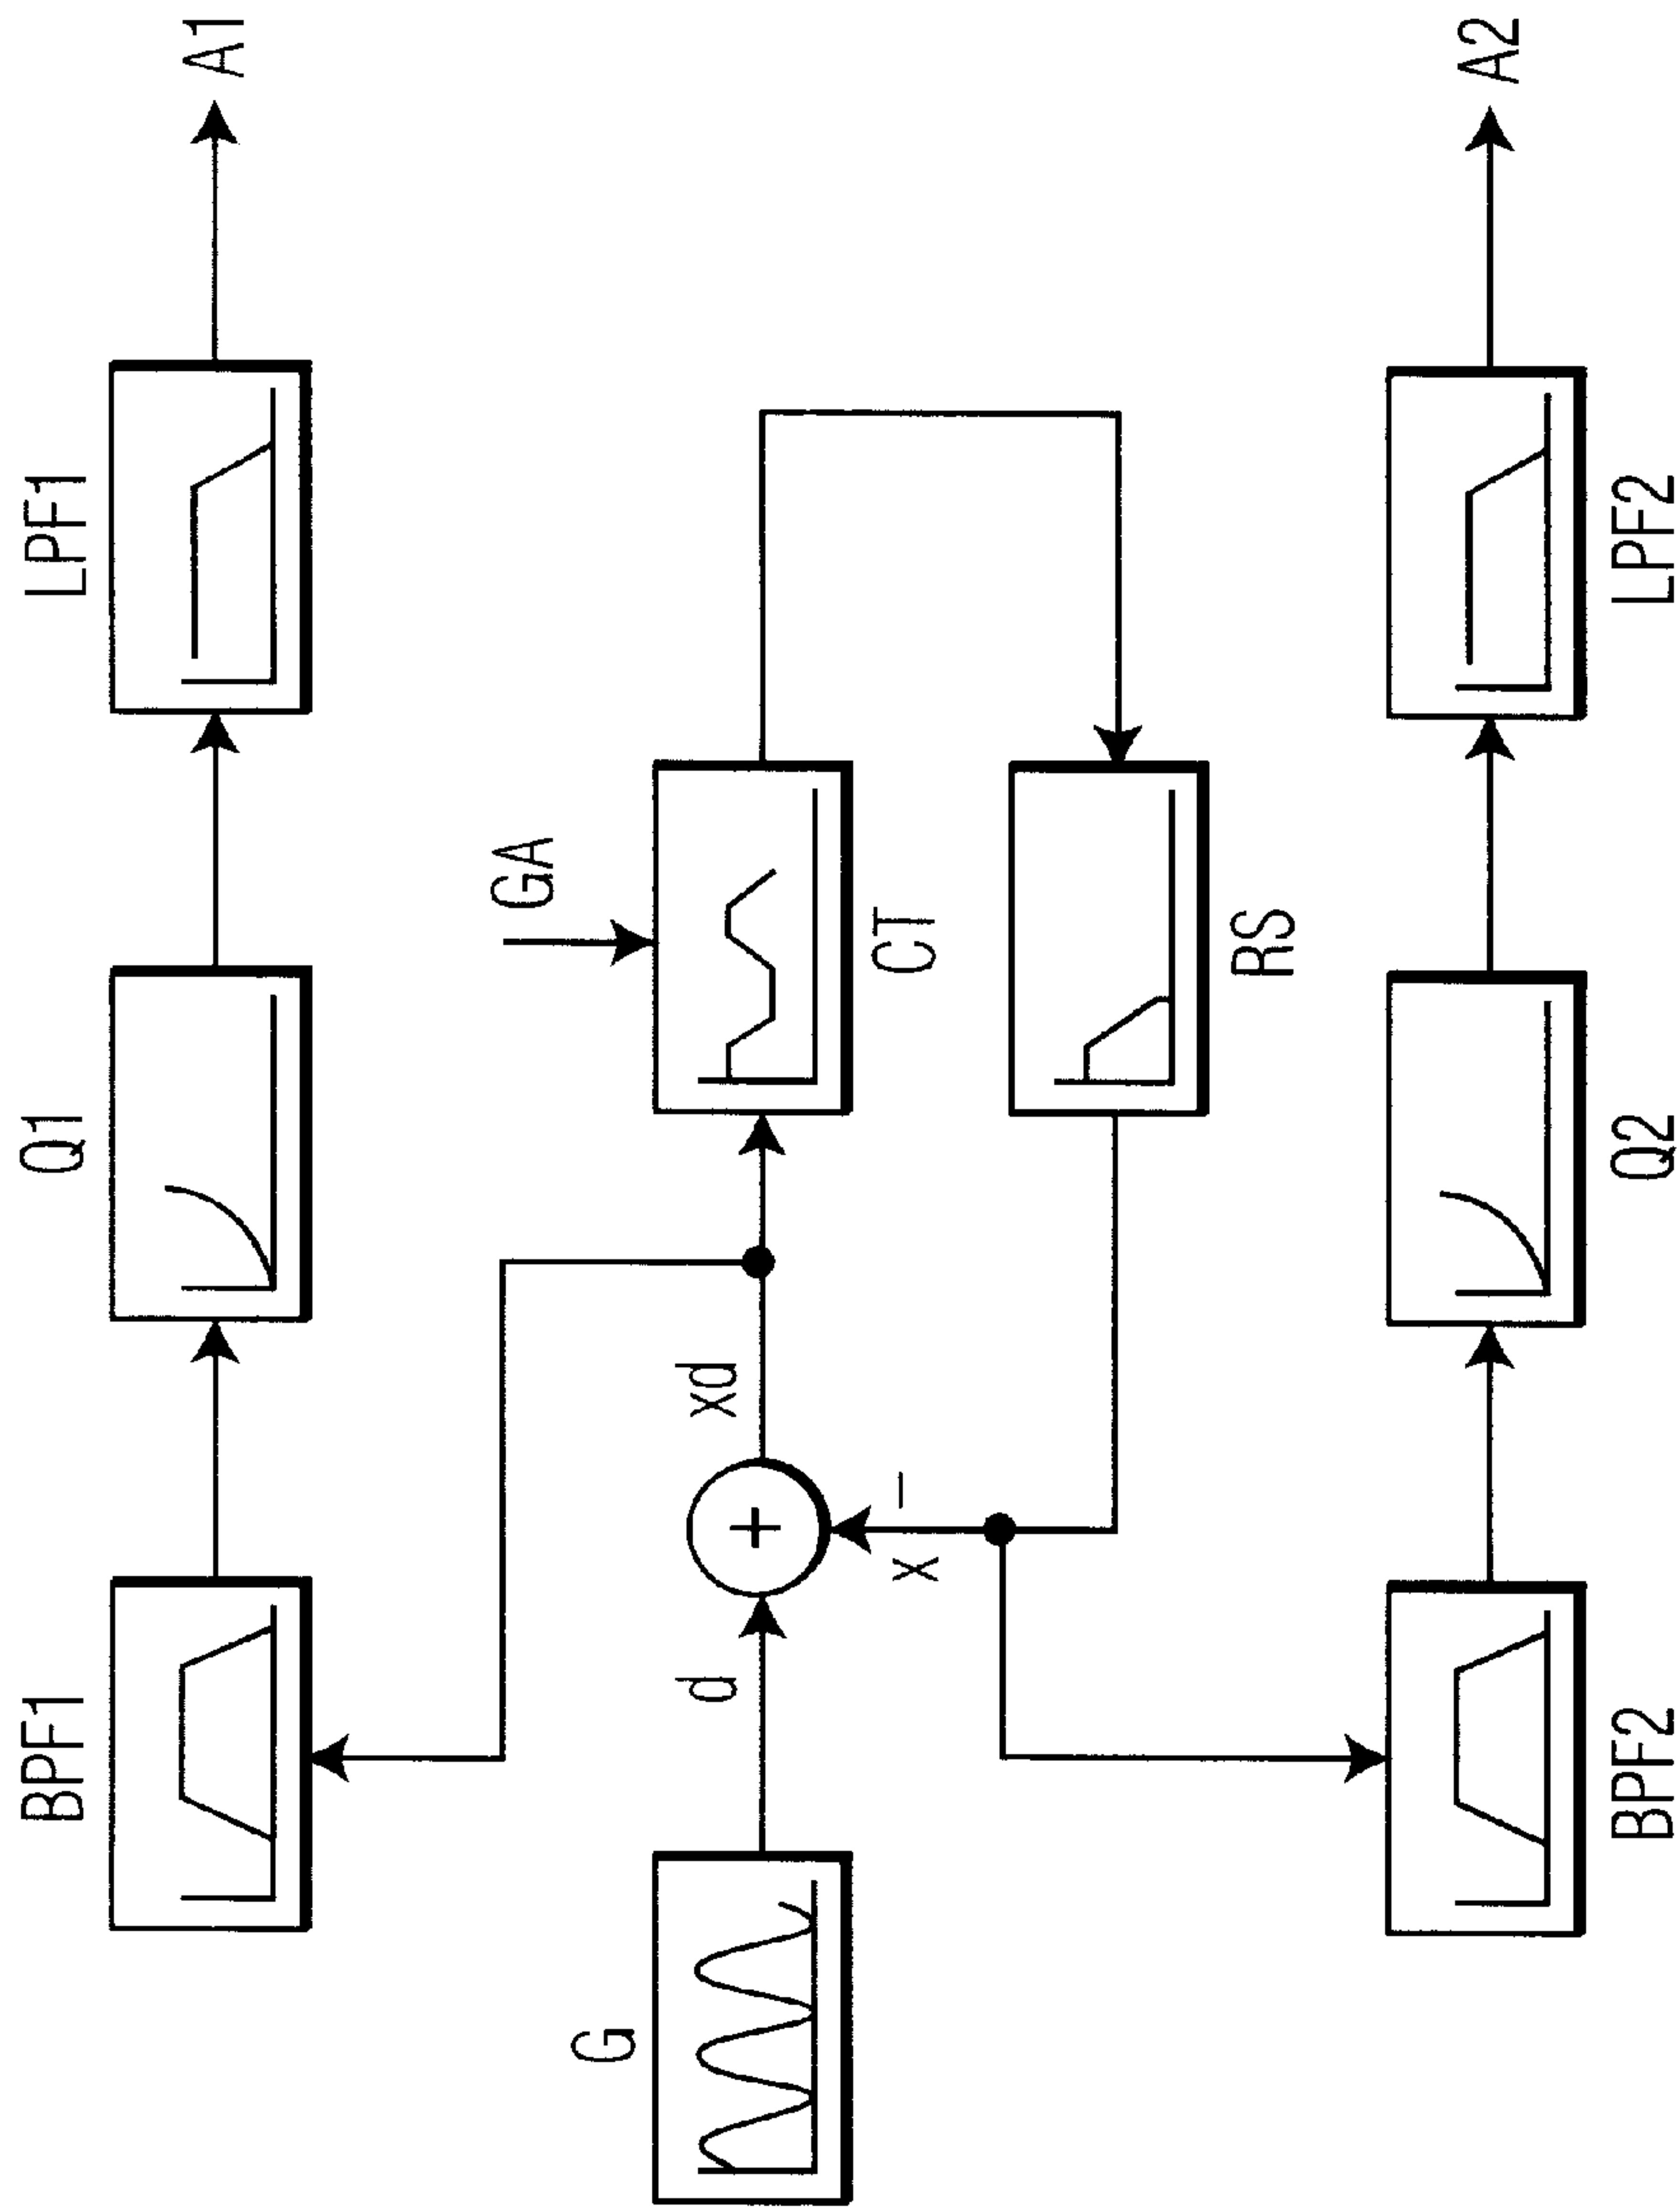 BPF1
Q1
LPF1
A1
G
d
+
xd
GA
CT
x
−
RS
BPF2
Q2
LPF2
A2